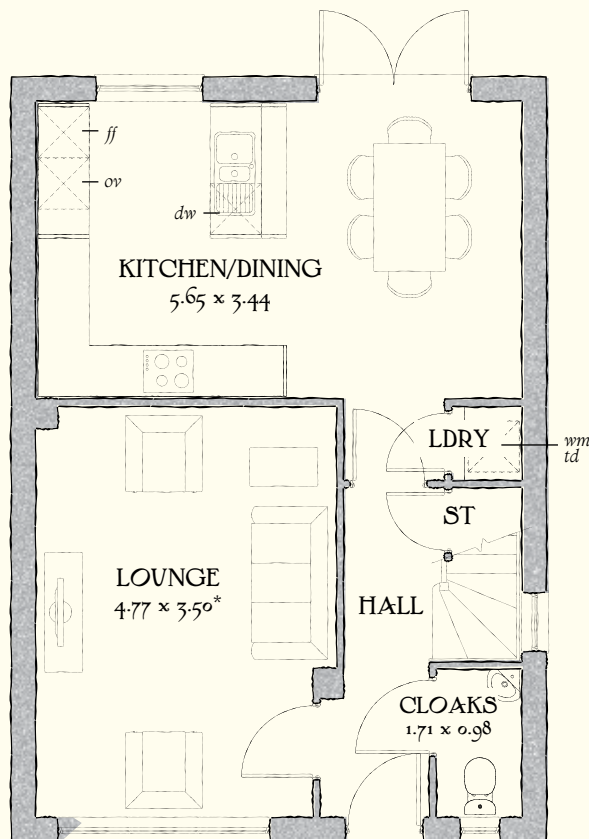 ff
ov
dw
KITCHEN/DINING
5.65 x 3.44
LDRY
wm
td
ST
LOUNGE
4.77 x 3.50*
HALL
CLOAKS
1.71 x 0.98